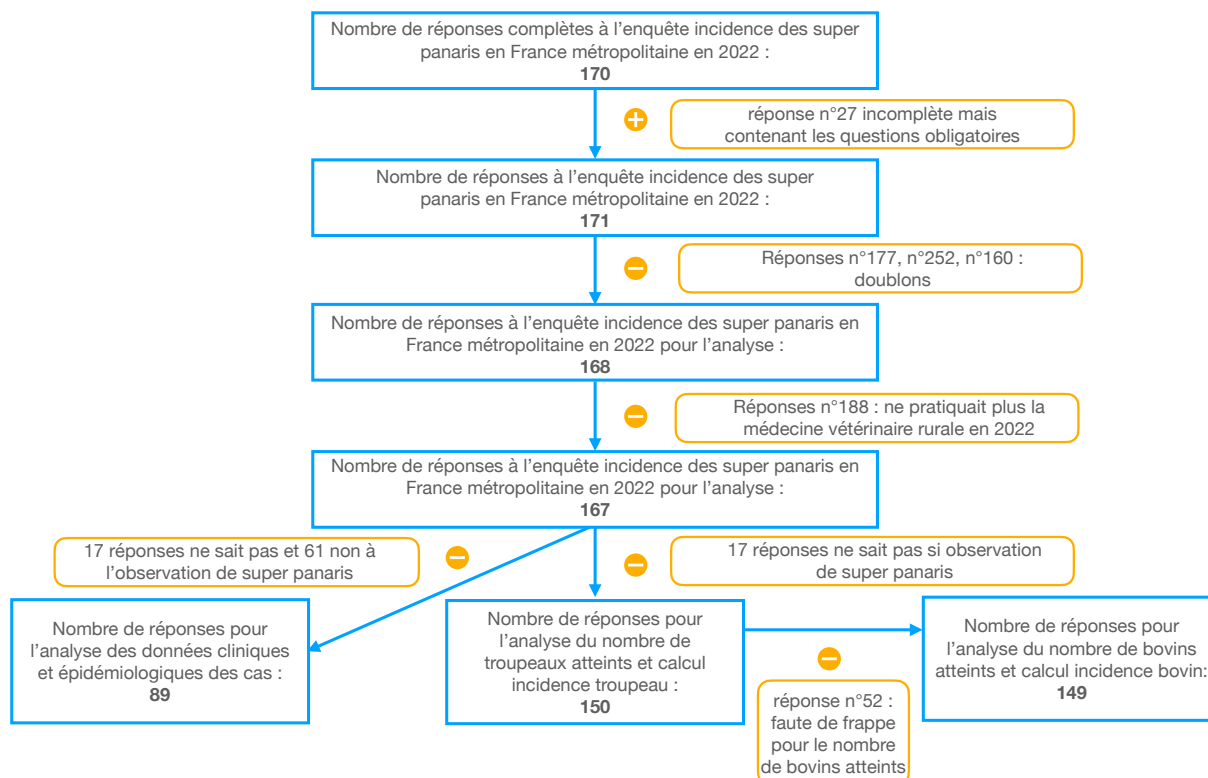 Nombre de réponses complètes à l'enquête incidence des super
panaris en France métropolitaine en 2022 :
170
réponse n°27 incomplète mais
contenant les questions obligatoires
Nombre de réponses à l'enquête incidence des super
panaris en France métropolitaine en 2022 :
171
Réponses n°177, n°252, n°160 :
doublons
Nombre de réponses à l'enquête incidence des super panaris en
France métropolitaine en 2022 pour l'analyse :
168
Réponses n°188 : ne pratiquait plus la
médecine vétérinaire rurale en 2022
Nombre de réponses à l'enquête incidence des super panaris en
France métropolitaine en 2022 pour l'analyse :
167
17 réponses ne sait pas et 61 non à
l'observation de super panaris
17 réponses ne sait pas si observation
de super panaris
Nombre de réponses pour
l'analyse des données cliniques
et épidémiologiques des cas :
89
Nombre de réponses pour
l'analyse du nombre de
troupeaux atteints et calcul
incidence troupeau :
150
réponse n°52 :
faute de frappe
pour le nombre
de bovins atteints
Nombre de réponses pour
l'analyse du nombre de bovins
atteints et calcul incidence bovin:
149